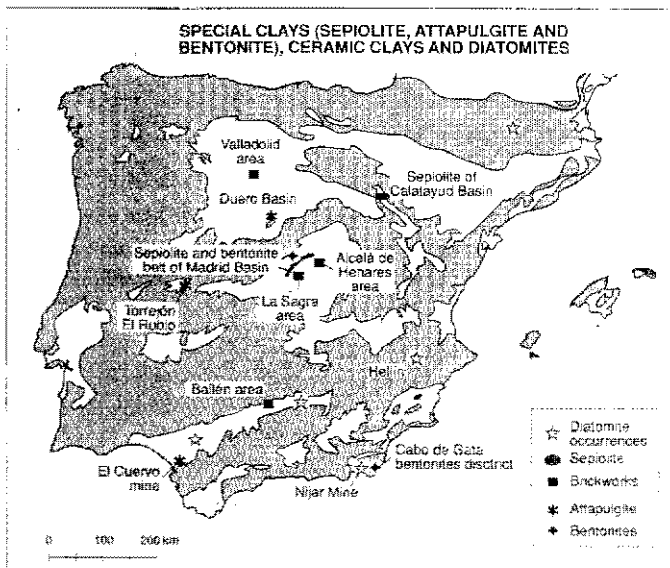 SPECIAL CLAYS (SEPIOLITE, ATTAPULGITE AND
BENTONITE), CERAMIC CLAYS AND DIATOMITES
Valladolid
area
Duero Basin
Sepiolite of
Calatayud Basin
Sepiolite and bentonite
belt of Madrid Basin
Alcalá de
Henares
area
La Sagra
area
Torrejón
El Rubio
Hellín
Bailén area
El Cuervo
mine
Níjar Mine
Cabo de Gata
bentonites disctrict
Diatomite
occurrences
Sepiolite
Brickworks
Attapulgite
Bentonites
0 100 200 km